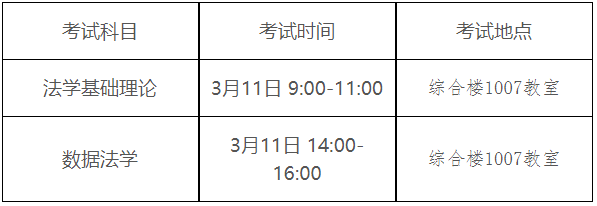 考试科目 考试时间 考试地点
法学基础理论 3月11日 9:00-11:00 综合楼1007教室
数据法学 3月11日 14:00-
16:00 综合楼1007教室